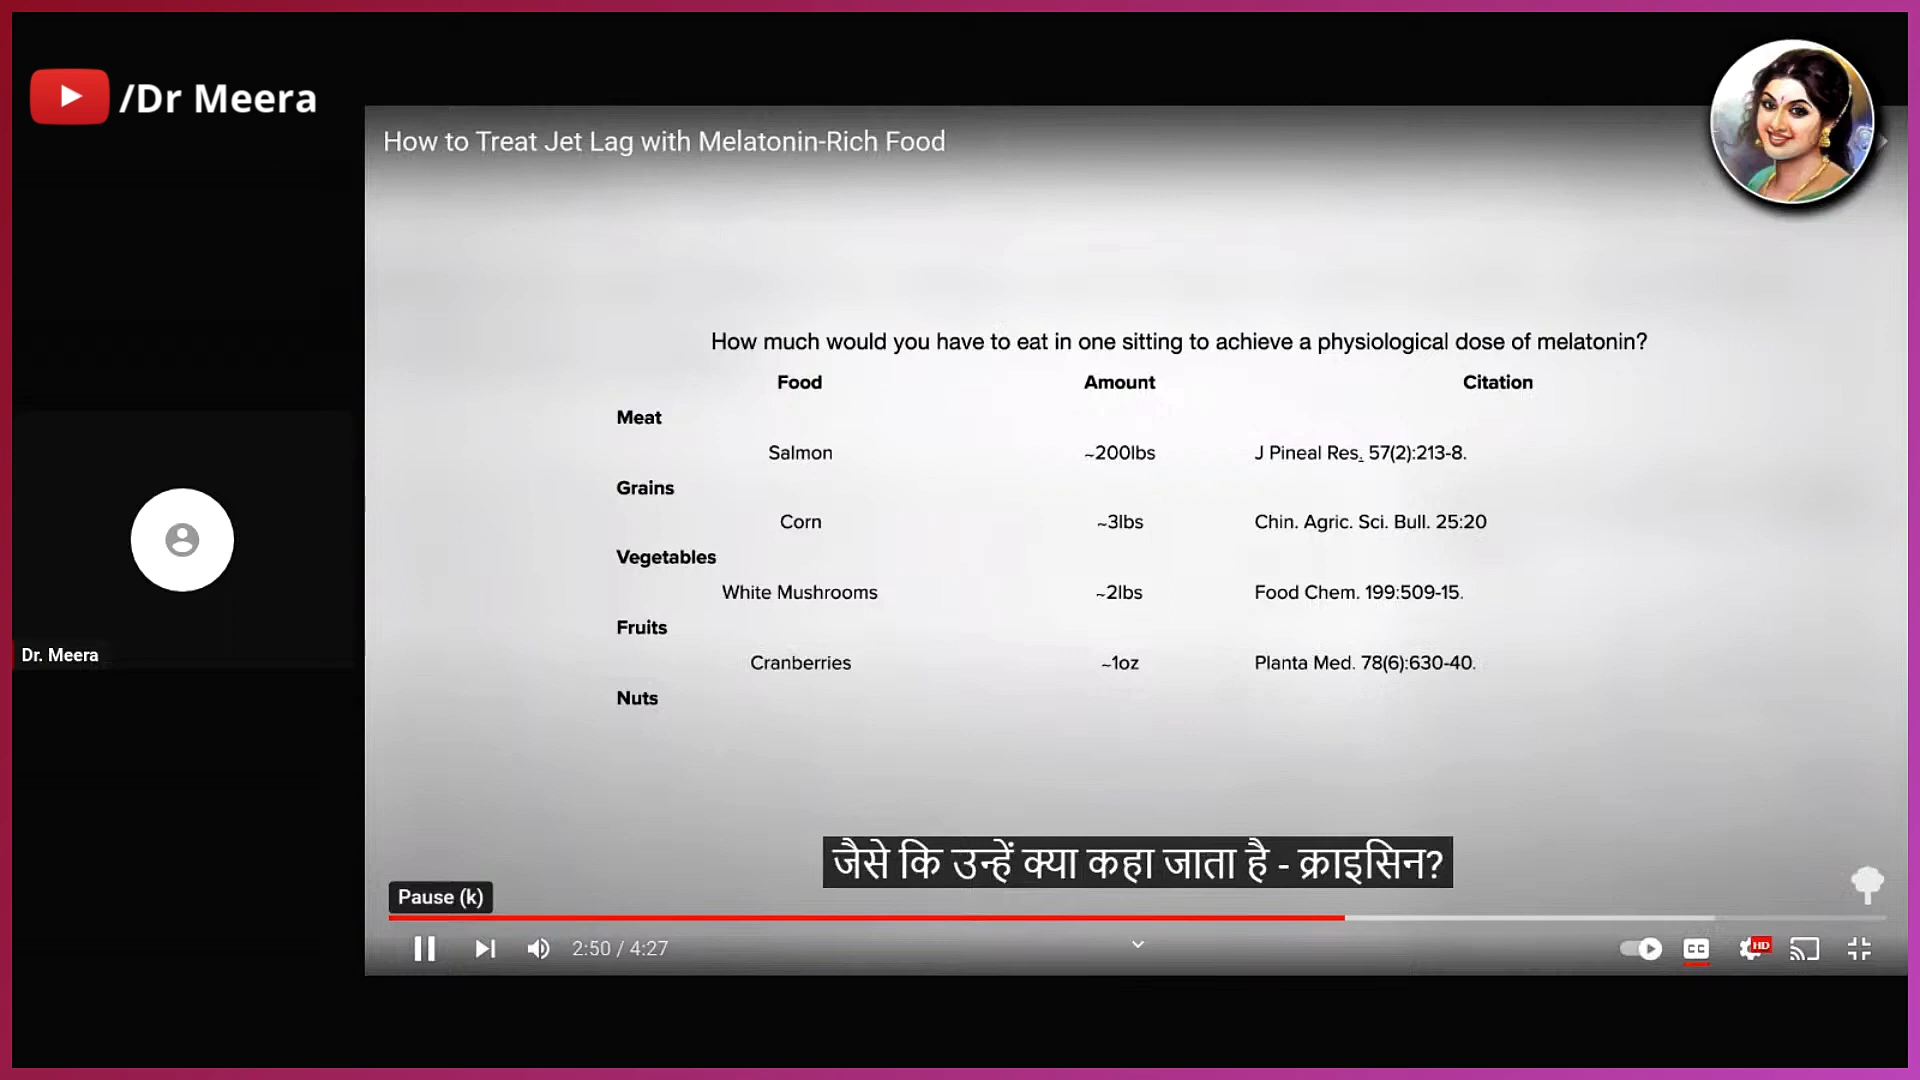 /Dr Meera
How to Treat Jet Lag with Melatonin-Rich Food
How much would you have to eat in one sitting to achieve a physiological dose of melatonin?
Food Amount Citation
Meat
Salmon ~200lbs J Pineal Res. 57(2):213-8.
Grains
Corn ~3lbs Chin. Agric. Sci. Bull. 25:20
Vegetables
White Mushrooms ~2lbs Food Chem. 199:509-15.
Fruits
Cranberries ~1oz Planta Med. 78(6):630-40.
Nuts
Dr. Meera
जैसे कि उन्हें क्या कहा जाता है - क्राइसिन?
Pause (k)
2:50 / 4:27
CC
HD